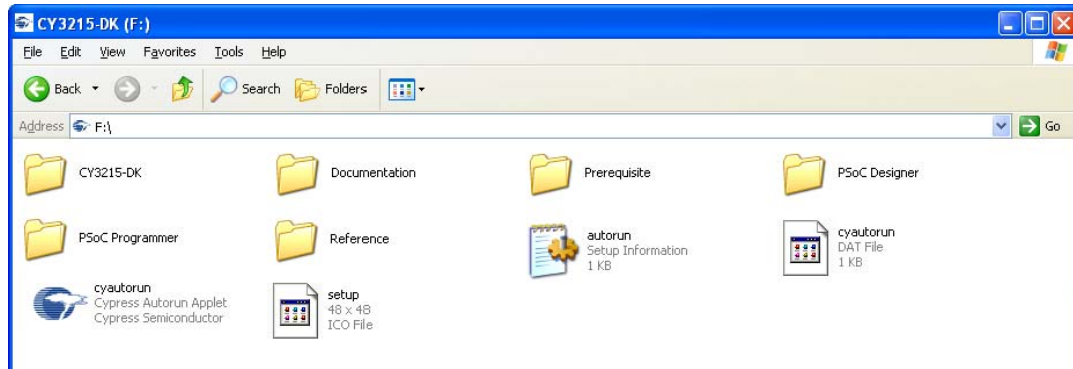 CY3215-DK (F:)
File Edit View Favorites Tools Help
Back Search Folders
Address F:\ Go
CY3215-DK Documentation Prerequisite PSoC Designer
PSoC Programmer Reference
autorun
Setup Information
1 KB
cyautorun
DAT File
1 KB
cyautorun
Cypress Autorun Applet
Cypress Semiconductor
setup
48 x 48
ICO File